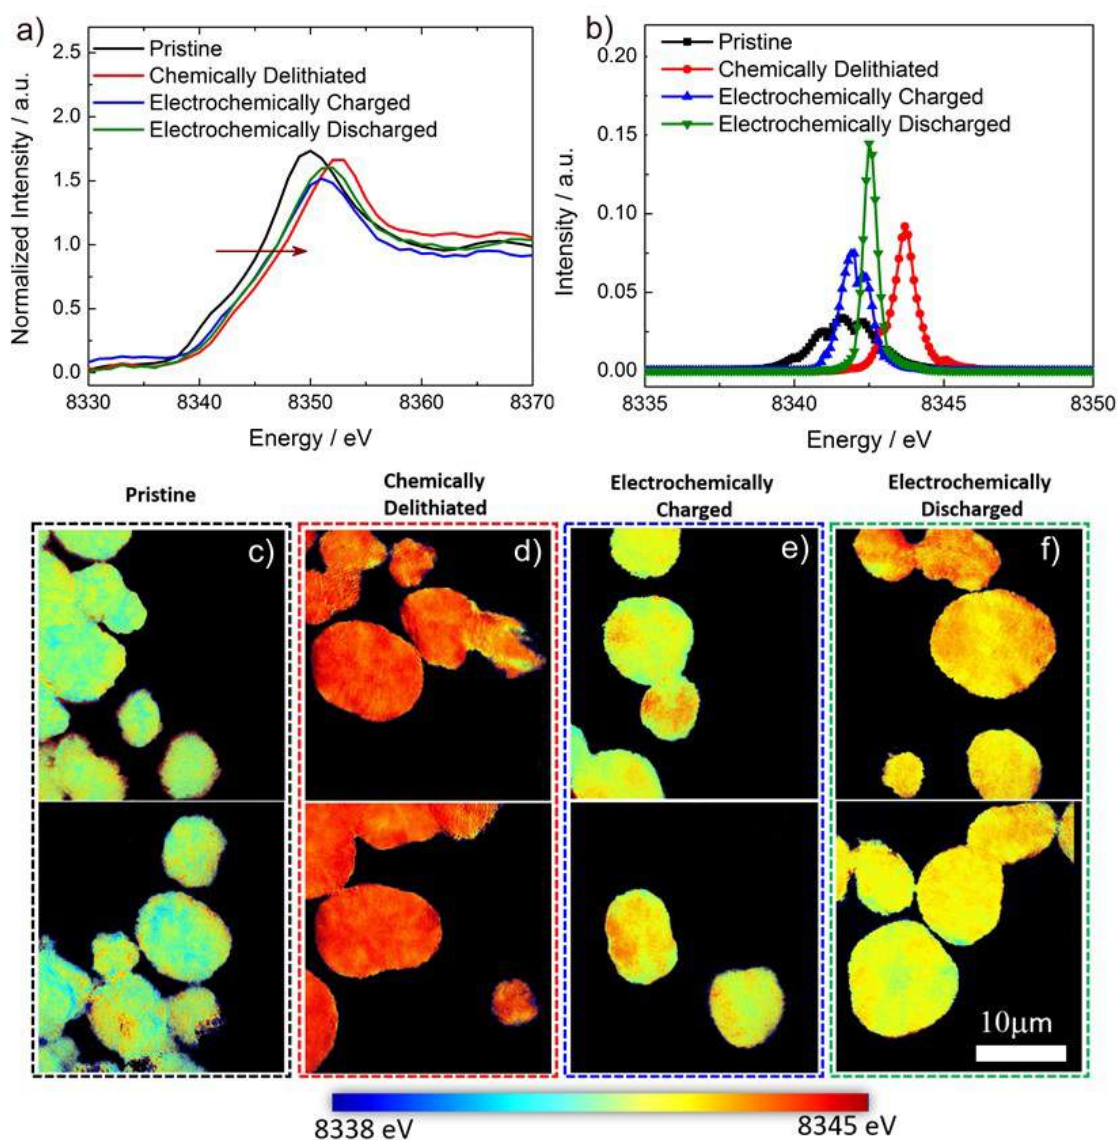 a)
Pristine
Chemically Delithiated
Electrochemically Charged
Electrochemically Discharged
Normalized Intensity / a.u.
2.5
2.0
1.5
1.0
0.5
0.0
8330 8340 8350 8360 8370
Energy / eV
b)
Pristine
Chemically Delithiated
Electrochemically Charged
Electrochemically Discharged
Intensity / a.u.
0.20
0.15
0.10
0.05
0.00
8335 8340 8345 8350
Energy / eV
Pristine
Chemically
Delithiated
Electrochemically
Charged
Electrochemically
Discharged
c)
d)
e)
f)
10µm
8338 eV
8345 eV